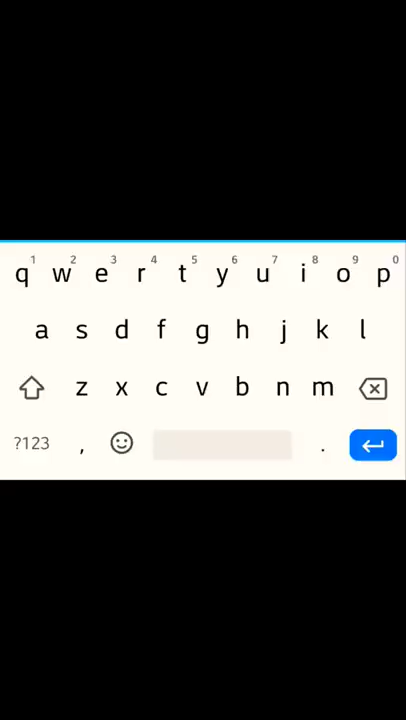 1 2 3 4 5 6 7 8 9 0
q w e r t y u i o p
a s d f g h j k l
z x c v b n m
?123 , .